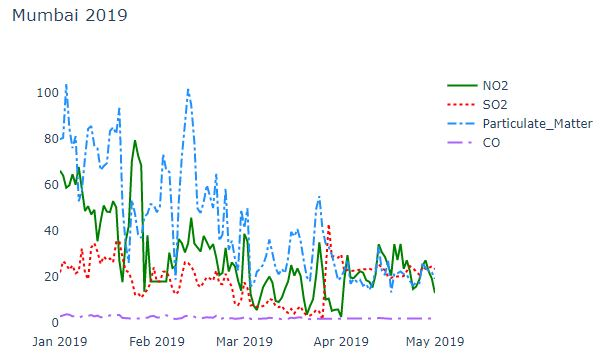 Mumbai 2019
100
80
60
40
20
0
Jan 2019
Feb 2019
Mar 2019
Apr 2019
May 2019
NO2
SO2
Particulate_Matter
CO